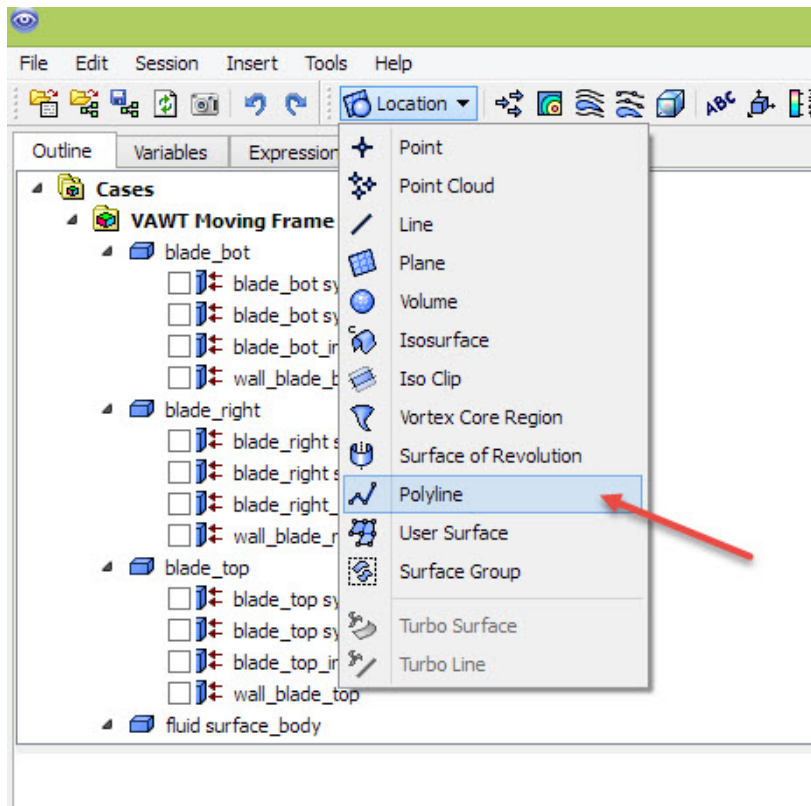 File Edit Session Insert Tools Help
Location
ABC
Outline Variables Expression
Cases
VAWT Moving Frame
blade_bot
blade_bot sy
blade_bot sy
blade_bot_in
wall_blade_b
blade_right
blade_right s
blade_right s
blade_right_
wall_blade_r
blade_top
blade_top sy
blade_top sy
blade_top_in
wall_blade_top
fluid surface_body
Point
Point Cloud
Line
Plane
Volume
Isosurface
Iso Clip
Vortex Core Region
Surface of Revolution
Polyline
User Surface
Surface Group
Turbo Surface
Turbo Line